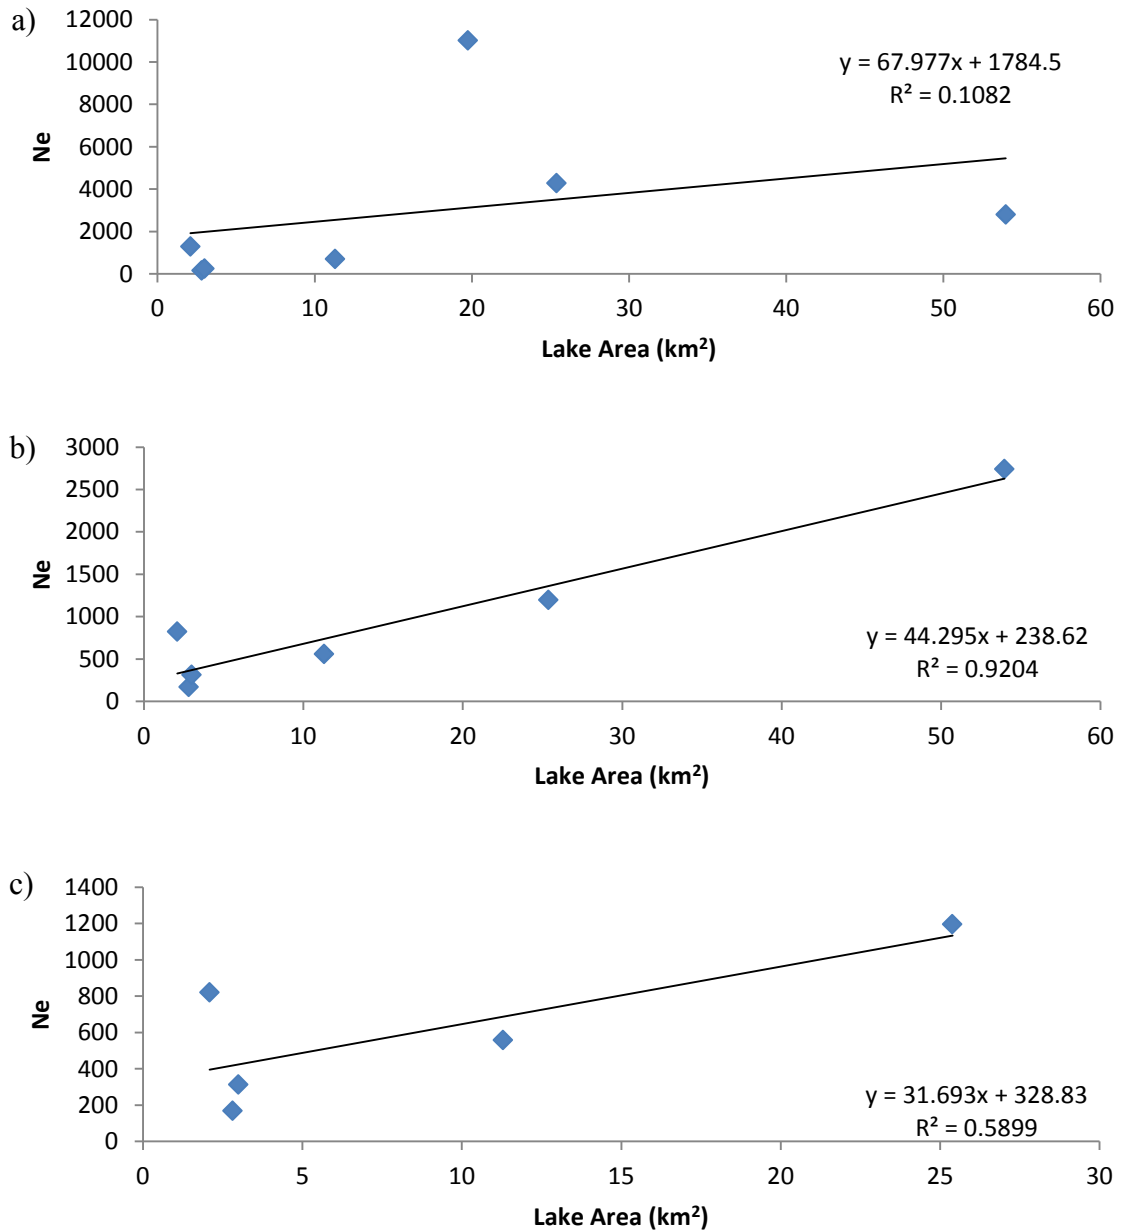 a)
12000
10000
8000
6000
4000
2000
0
Ne
y = 67.977x + 1784.5
R² = 0.1082
0 10 20 30 40 50 60
Lake Area (km²)
b)
3000
2500
2000
1500
1000
500
0
Ne
y = 44.295x + 238.62
R² = 0.9204
0 10 20 30 40 50 60
Lake Area (km²)
c)
1400
1200
1000
800
600
400
200
0
Ne
y = 31.693x + 328.83
R² = 0.5899
0 5 10 15 20 25 30
Lake Area (km²)